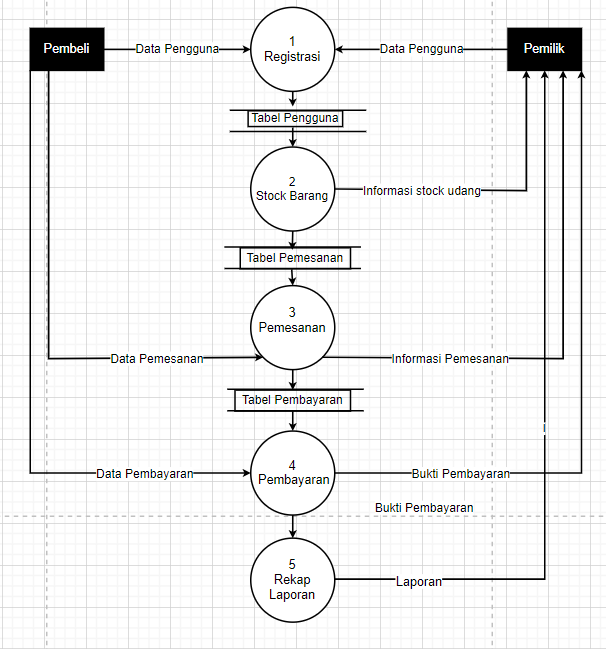 Pembeli
Data Pengguna
1
Registrasi
Data Pengguna
Pemilik
Tabel Pengguna
2
Stock Barang
Informasi stock udang
Tabel Pemesanan
3
Pemesanan
Data Pemesanan
Informasi Pemesanan
Tabel Pembayaran
4
Pembayaran
Data Pembayaran
Bukti Pembayaran
Bukti Pembayaran
5
Rekap
Laporan
Laporan